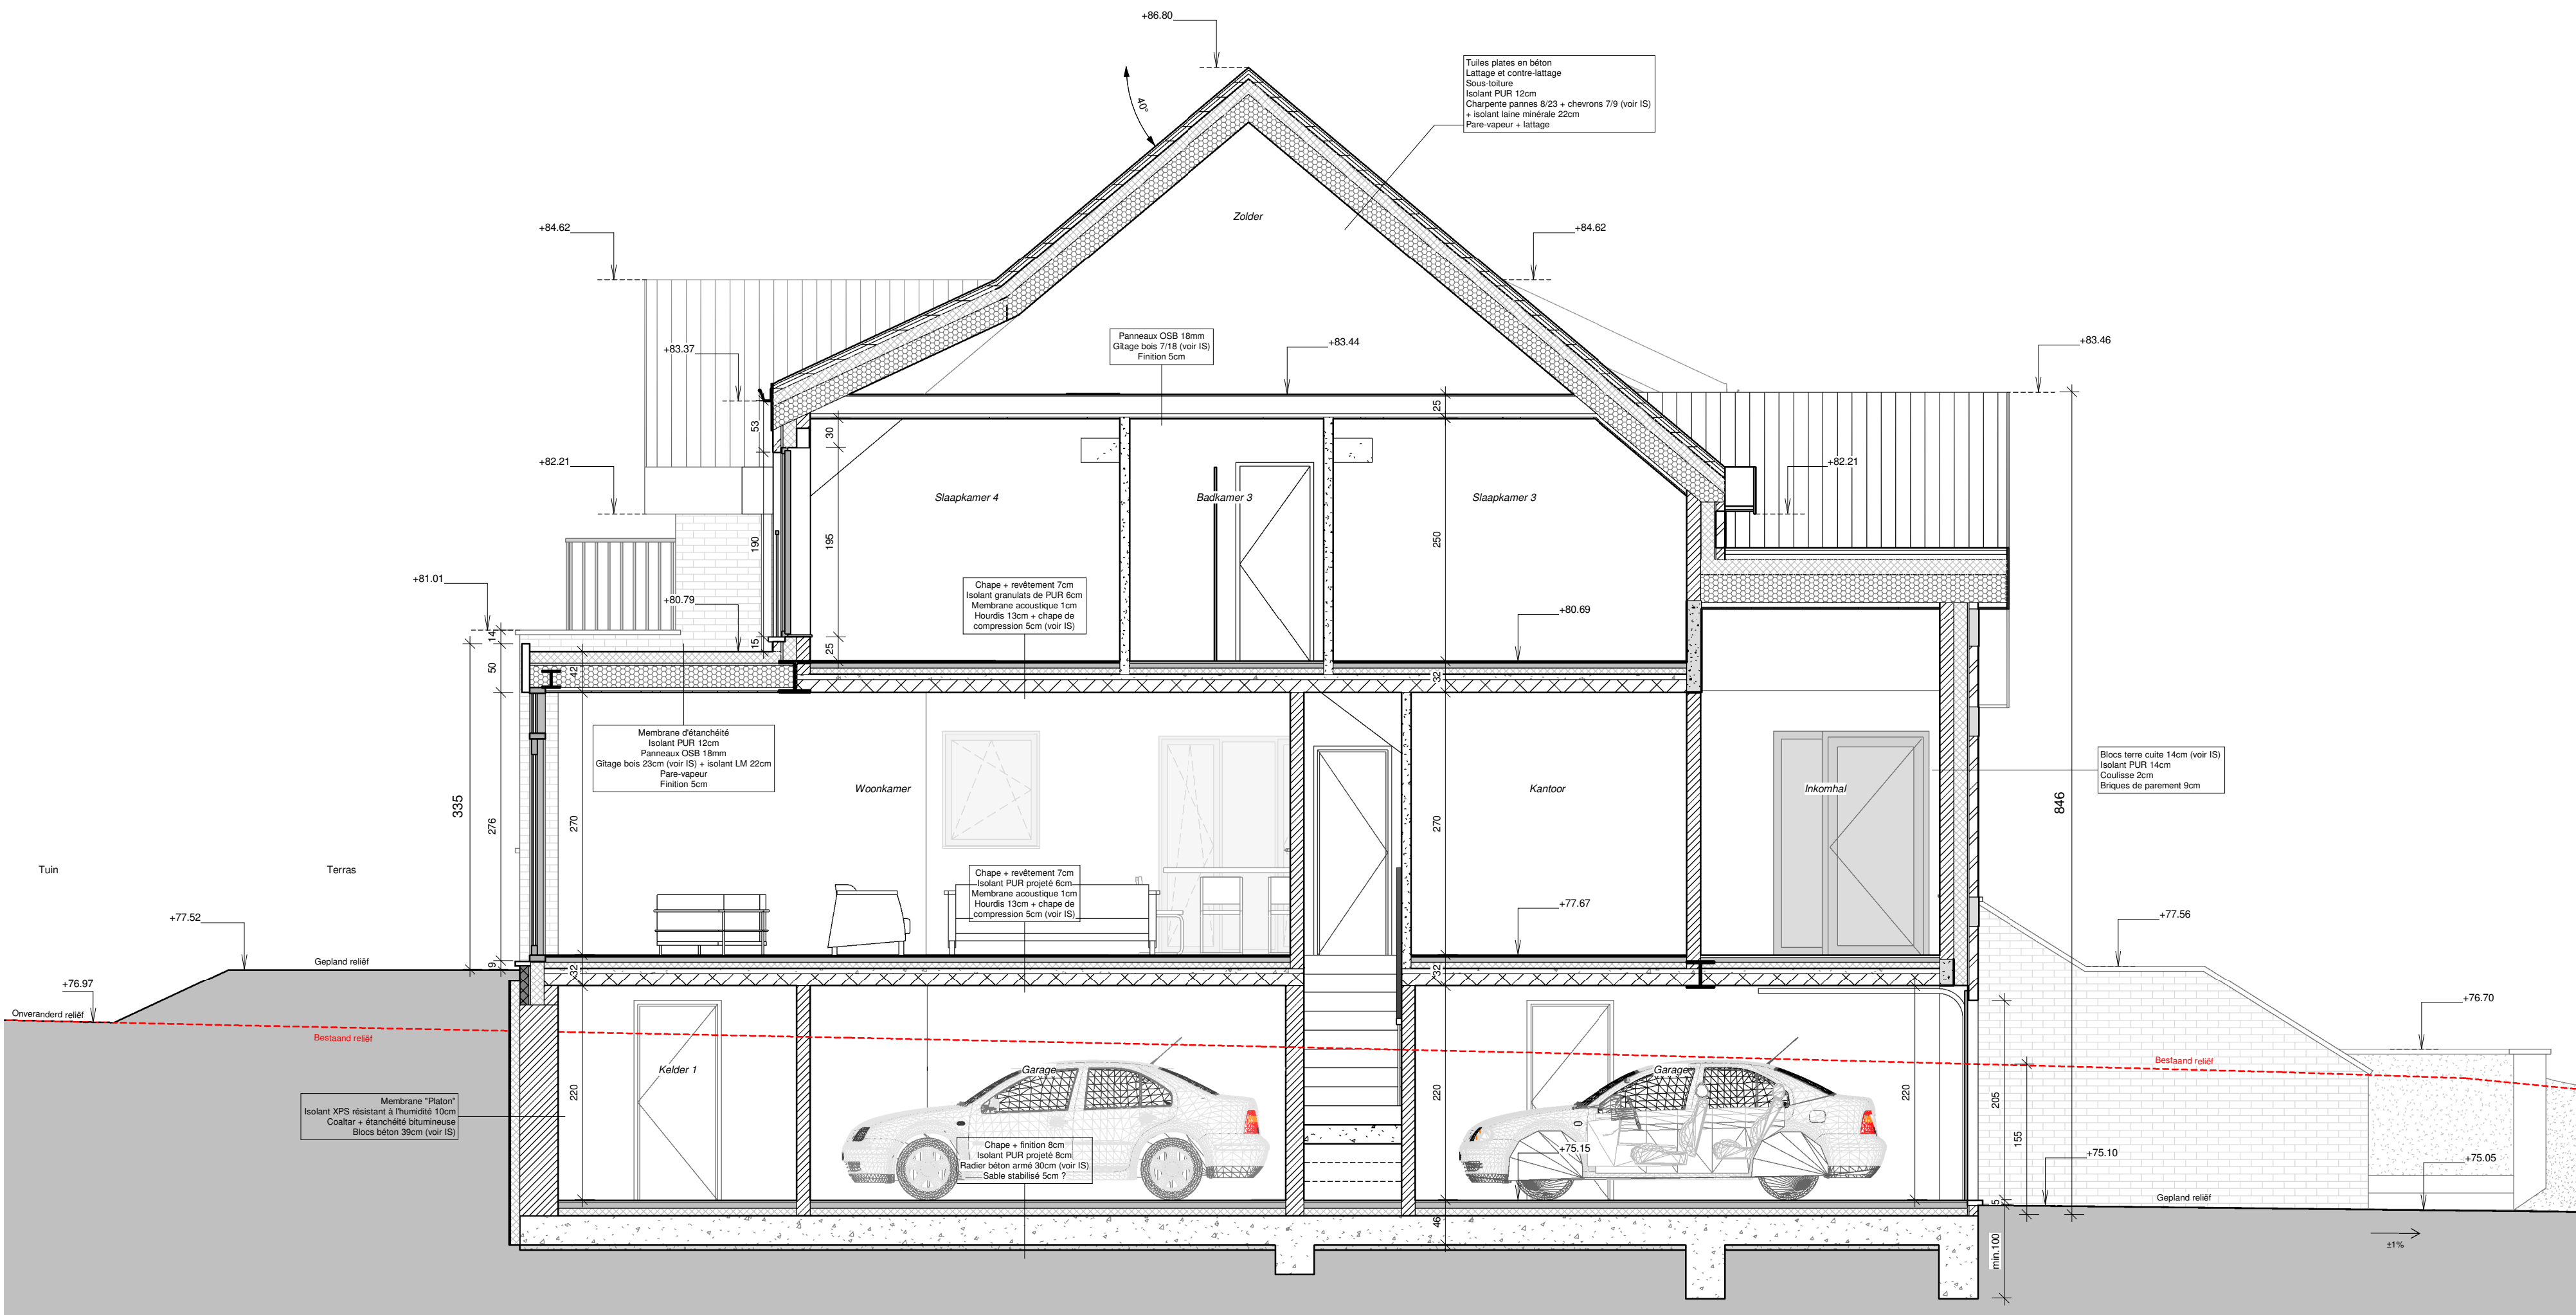 +86.80
Tuiles plates en béton
Lattage et contre-lattage
Sous-toiture
Isolant PUR 12cm
Charpente pannes 8/23 + chevrons 7/9 (voir IS)
+ isolant laine minérale 22cm
Pare-vapeur + lattage
40°
Zolder
+84.62
+84.62
+83.37
Panneaux OSB 18mm
Gîtage bois 7/18 (voir IS)
Finition 5cm
+83.44
+83.46
25
53
30
+82.21
+82.21
Slaapkamer 4
Badkamer 3
Slaapkamer 3
190
195
250
+81.01
+80.79
Chape + revêtement 7cm
Isolant granulats de PUR 6cm
Membrane acoustique 1cm
Hourdis 13cm + chape de
compression 5cm (voir IS)
+80.69
14
15
25
50
42
32
Membrane d'étanchéité
Isolant PUR 12cm
Panneaux OSB 18mm
Gîtage bois 23cm (voir IS) + isolant LM 22cm
Pare-vapeur
Finition 5cm
Blocs terre cuite 14cm (voir IS)
Isolant PUR 14cm
Coulisse 2cm
Briques de parement 9cm
335
276
270
Woonkamer
270
Kantoor
Inkomhal
846
Tuin
Terras
Chape + revêtement 7cm
Isolant PUR projeté 6cm
Membrane acoustique 1cm
Hourdis 13cm + chape de
compression 5cm (voir IS)
+77.52
+77.67
+77.56
Gepland reliëf
9
32
32
+76.97
+76.70
Onveranderd reliëf
Bestaand reliëf
Bestaand reliëf
Kelder 1
Garage
Garage
220
220
220
205
155
Membrane "Platon"
Isolant XPS résistant à l'humidité 10cm
Coaltar + étanchéité bitumineuse
Blocs béton 39cm (voir IS)
Chape + finition 8cm
Isolant PUR projeté 8cm
Radier béton armé 30cm (voir IS)
Sable stabilisé 5cm ?
+75.15
+75.10
+75.05
Gepland reliëf
5
46
min.100
±1%